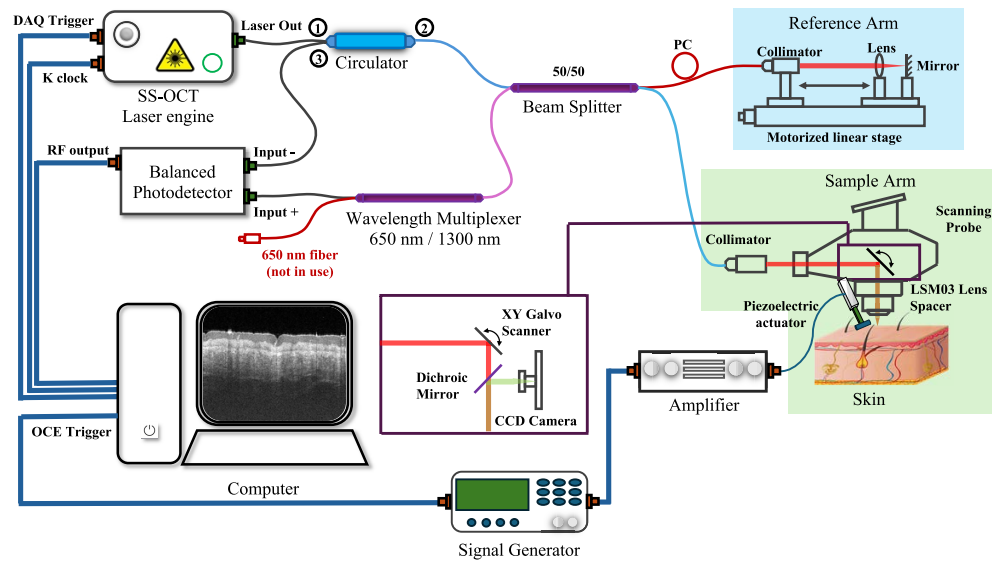 DAQ Trigger
Laser Out
①
②
③
K clock
Circulator
SS-OCT
Laser engine
50/50
Beam Splitter
PC
Reference Arm
Collimator
Lens
Mirror
Motorized linear stage
RF output
Balanced
Photodetector
Input -
Input +
Wavelength Multiplexer
650 nm / 1300 nm
650 nm fiber
(not in use)
Sample Arm
Scanning
Probe
Collimator
LSM03 Lens
Spacer
Piezoelectric
actuator
XY Galvo
Scanner
Dichroic
Mirror
CCD Camera
Amplifier
Skin
OCE Trigger
Computer
Signal Generator